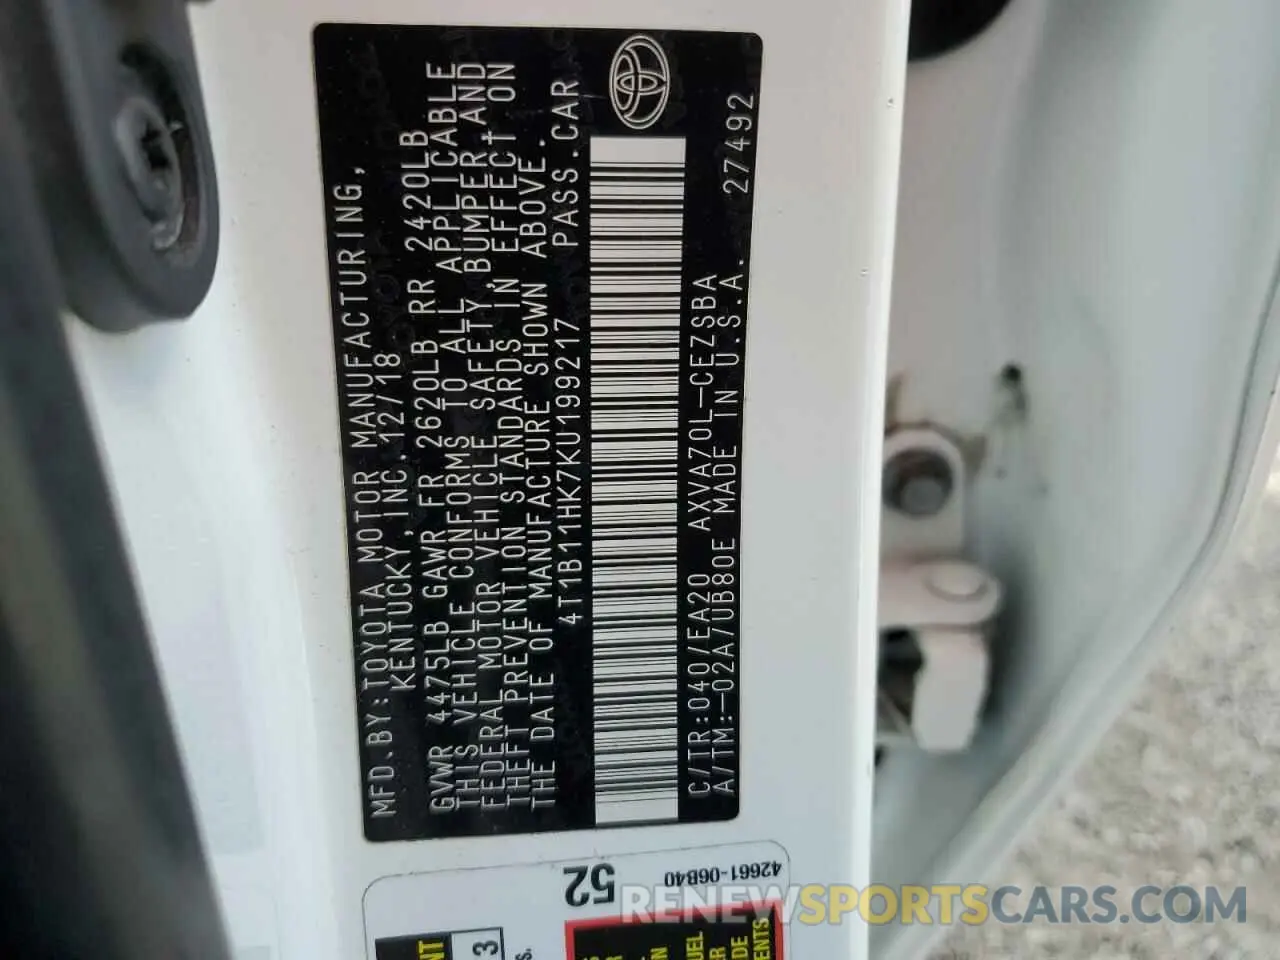 MFD.BY:TOYOTA MOTOR MANUFACTURING,
KENTUCKY,INC.12/18
GVWR 4475LB GAWR FR 2620LB RR 2420LB
THIS VEHICLE CONFORMS TO ALL APPLICABLE
FEDERAL MOTOR VEHICLE SAFETY,BUMPER,AND
THEFT PREVENTION STANDARDS IN EFFECT ON
THE DATE OF MANUFACTURE SHOWN ABOVE.
4T1B11HK7KU199217 PASS.CAR
C/TR:040/EA20 AXVA70L-CEZSBA
A/TM:-02A/UB80E MADE IN U.S.A. 27492
52
42661-06B40
3
RENEWSPORTSCARS.COM